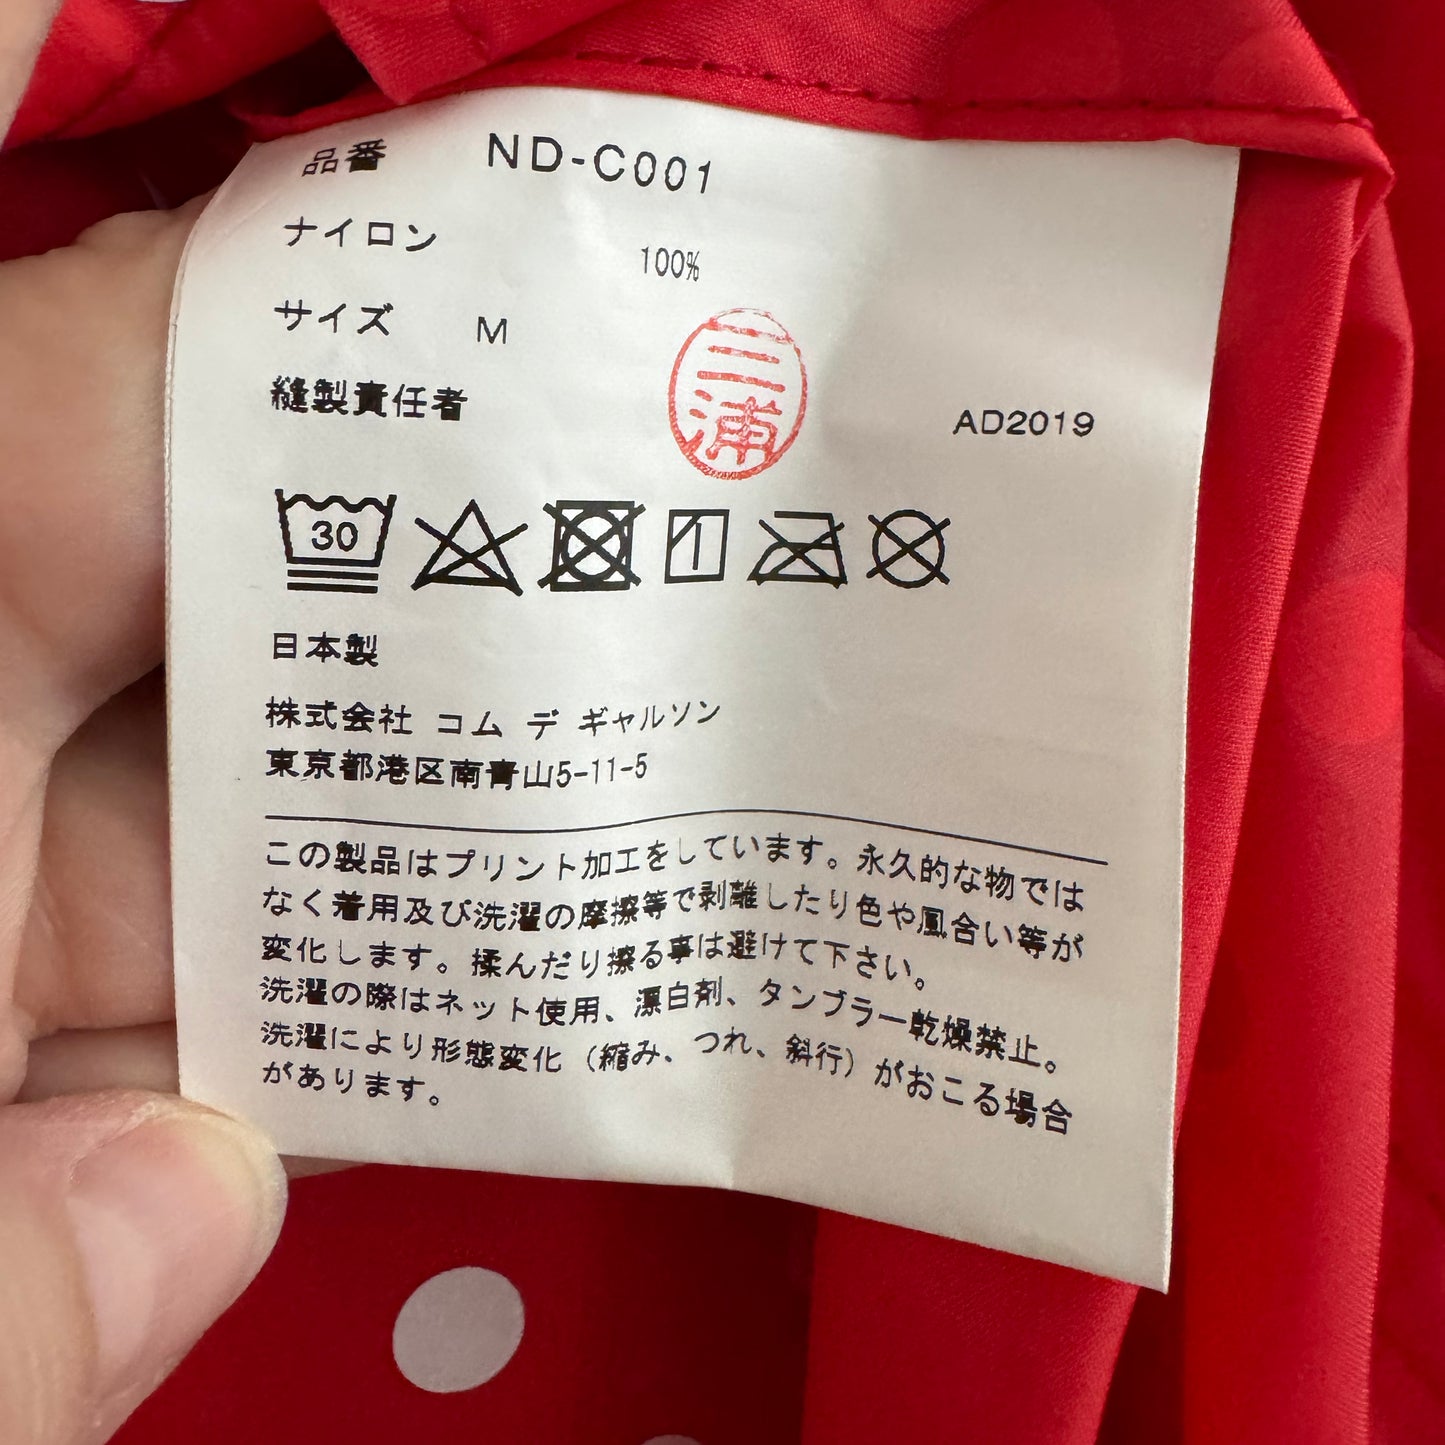 品番 ND-C001
ナイロン 100%
サイズ M
縫製責任者 三浦 AD2019
30
日本製
株式会社 コム デ ギャルソン
東京都港区南青山5-11-5
この製品はプリント加工をしています。永久的な物では
なく着用及び洗濯の摩擦等で剥離したり色や風合い等が
変化します。揉んだり擦る事は避けて下さい。
洗濯の際はネット使用、漂白剤、タンブラー乾燥禁止。
洗濯により形態変化（縮み、つれ、斜行）がおこる場合
があります。